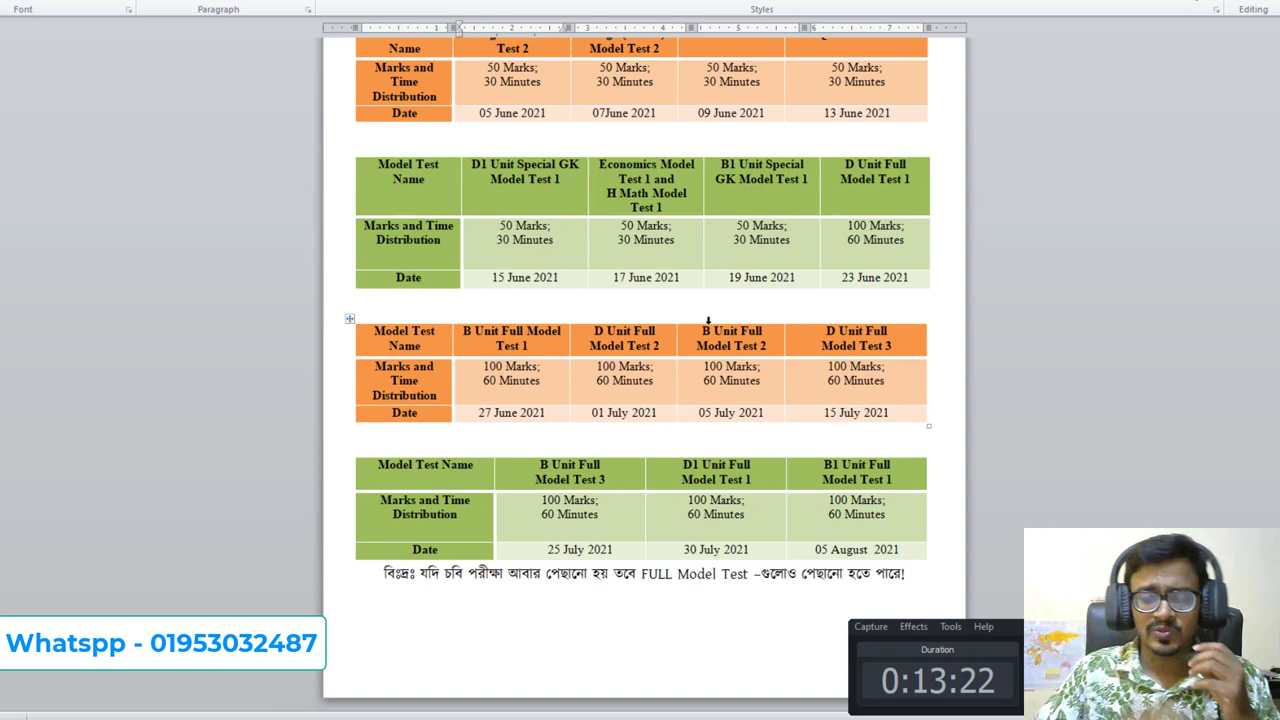 Font
Paragraph
Styles
Editing
1 2 3 4 5 6 7
Name Test 2 Model Test 2
Marks and Time Distribution
50 Marks; 30 Minutes
50 Marks; 30 Minutes
50 Marks; 30 Minutes
50 Marks; 30 Minutes
Date 05 June 2021 07June 2021 09 June 2021 13 June 2021
Model Test Name
D1 Unit Special GK Model Test 1
Economics Model Test 1 and H Math Model Test 1
B1 Unit Special GK Model Test 1
D Unit Full Model Test 1
Marks and Time Distribution
50 Marks; 30 Minutes
50 Marks; 30 Minutes
50 Marks; 30 Minutes
100 Marks; 60 Minutes
Date 15 June 2021 17 June 2021 19 June 2021 23 June 2021
Model Test Name
B Unit Full Model Test 1
D Unit Full Model Test 2
B Unit Full Model Test 2
D Unit Full Model Test 3
Marks and Time Distribution
100 Marks; 60 Minutes
100 Marks; 60 Minutes
100 Marks; 60 Minutes
100 Marks; 60 Minutes
Date 27 June 2021 01 July 2021 05 July 2021 15 July 2021
Model Test Name
B Unit Full Model Test 3
D1 Unit Full Model Test 1
B1 Unit Full Model Test 1
Marks and Time Distribution
100 Marks; 60 Minutes
100 Marks; 60 Minutes
100 Marks; 60 Minutes
Date 25 July 2021 30 July 2021 05 August 2021
বিঃদ্রঃ যদি চবি পরীক্ষা আবার পেছানো হয় তবে FULL Model Test –গুলোও পেছানো হতে পারে!
Whatspp - 01953032487
Capture Effects Tools Help
Duration
0:13:22